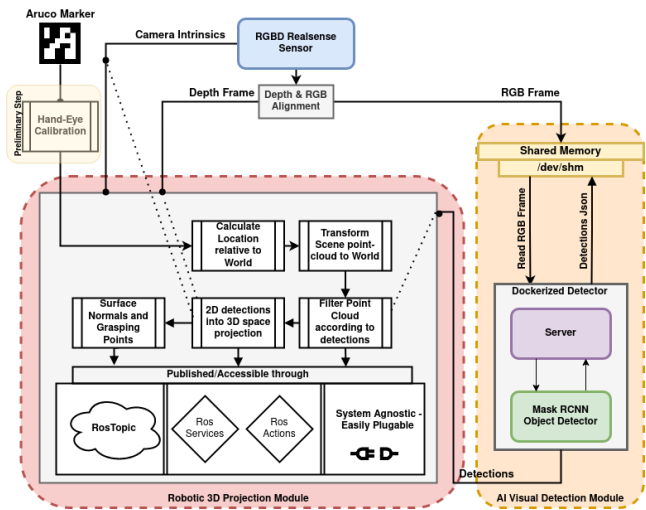 Aruco Marker
Camera Intrinsics
RGBD Realsense
Sensor
Depth Frame
Depth & RGB
Alignment
RGB Frame
Preliminary Step
Hand-Eye
Calibration
Shared Memory
/dev/shm
Read RGB Frame
Detections Json
Calculate
Location
relative to
World
Transform
Scene point-
cloud to World
Surface
Normals and
Grasping
Points
2D detections
into 3D space
projection
Filter Point
Cloud
according to
detections
Dockerized Detector
Server
Mask RCNN
Object Detector
Published/Accessible through
RosTopic
Ros
Services
Ros
Actions
System Agnostic -
Easily Plugable
Detections
Robotic 3D Projection Module
AI Visual Detection Module